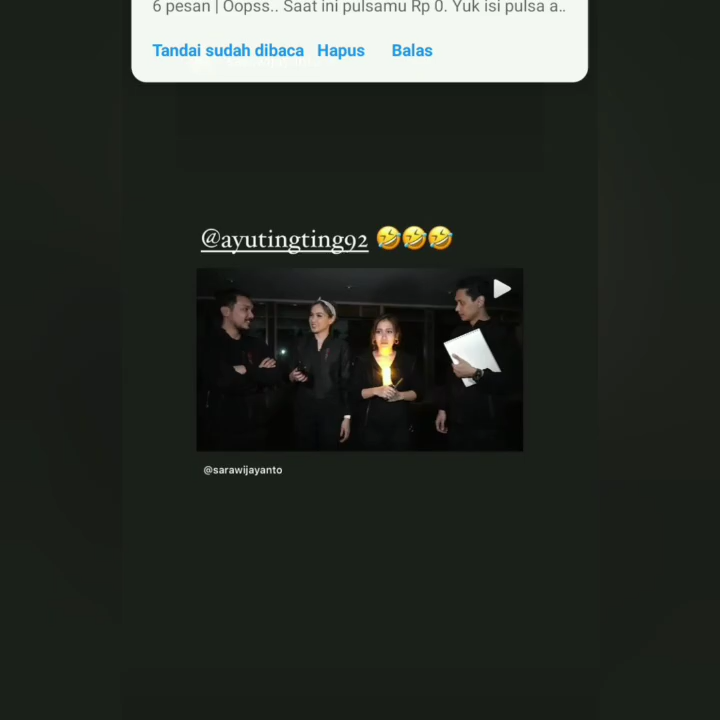 6 pesan | Oopss.. Saat ini pulsamu Rp 0. Yuk isi pulsa a..
Tandai sudah dibaca Hapus Balas
@ayutingting92 🤣🤣🤣
@sarawijayanto